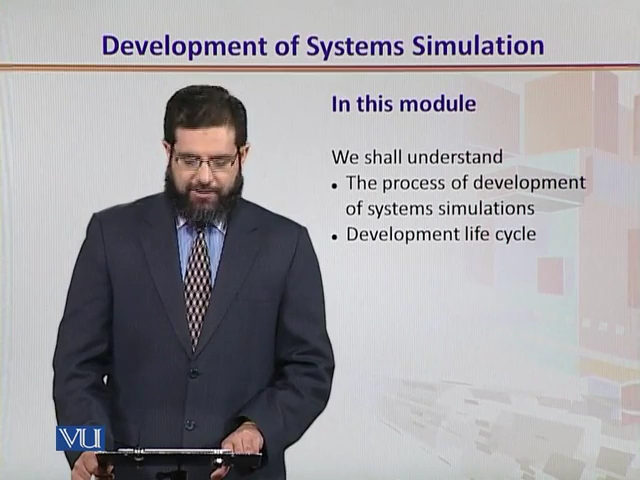 Development of Systems Simulation
In this module
We shall understand
• The process of development
of systems simulations
• Development life cycle
VU